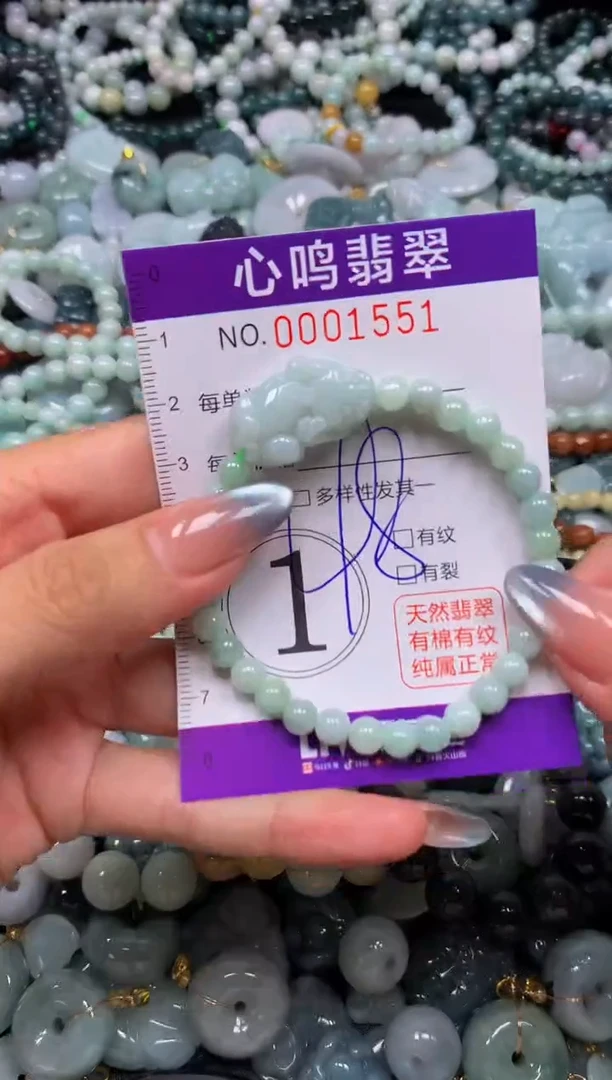 心鸣翡翠
NO.0001551
0
1
2 每单
3 每
□多样性发其一
□有纹
□有裂
1
天然翡翠
有棉有纹
纯属正常
7